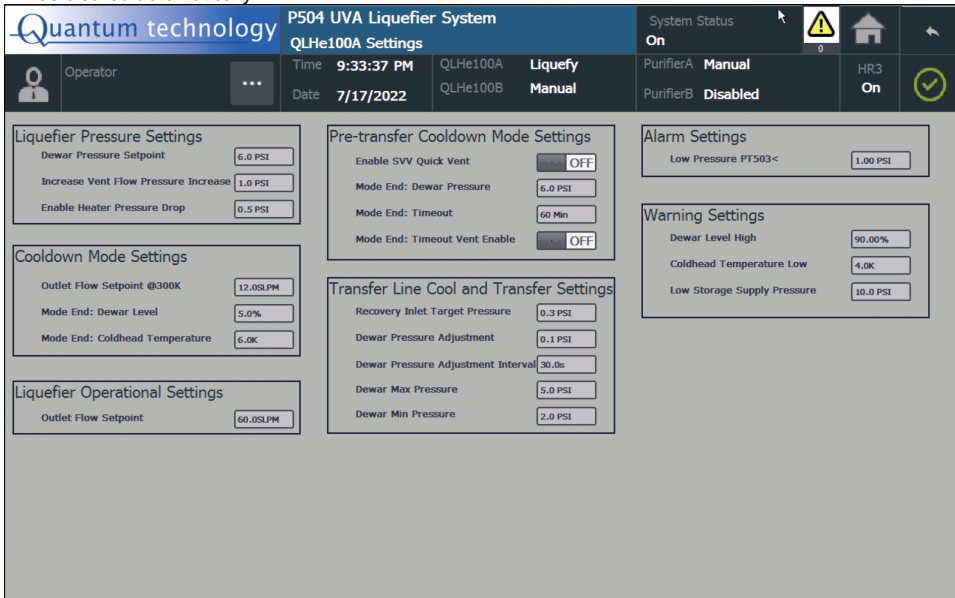 Quantum technology
P504 UVA Liquefier System
QLHe100A Settings
System Status
On
0
Operator
...
Time 9:33:37 PM
Date 7/17/2022
QLHe100A Liquefy
QLHe100B Manual
PurifierA Manual
PurifierB Disabled
HR3
On
Liquefier Pressure Settings
Dewar Pressure Setpoint 6.0 PSI
Increase Vent Flow Pressure Increase 1.0 PSI
Enable Heater Pressure Drop 0.5 PSI
Cooldown Mode Settings
Outlet Flow Setpoint @300K 12.0SLPM
Mode End: Dewar Level 5.0%
Mode End: Coldhead Temperature 6.0K
Liquefier Operational Settings
Outlet Flow Setpoint 60.0SLPM
Pre-transfer Cooldown Mode Settings
Enable SVV Quick Vent OFF
Mode End: Dewar Pressure 6.0 PSI
Mode End: Timeout 60 Min
Mode End: Timeout Vent Enable OFF
Transfer Line Cool and Transfer Settings
Recovery Inlet Target Pressure 0.3 PSI
Dewar Pressure Adjustment 0.1 PSI
Dewar Pressure Adjustment Interval 30.0s
Dewar Max Pressure 5.0 PSI
Dewar Min Pressure 2.0 PSI
Alarm Settings
Low Pressure PT503< 1.00 PSI
Warning Settings
Dewar Level High 90.00%
Coldhead Temperature Low 4.0K
Low Storage Supply Pressure 10.0 PSI